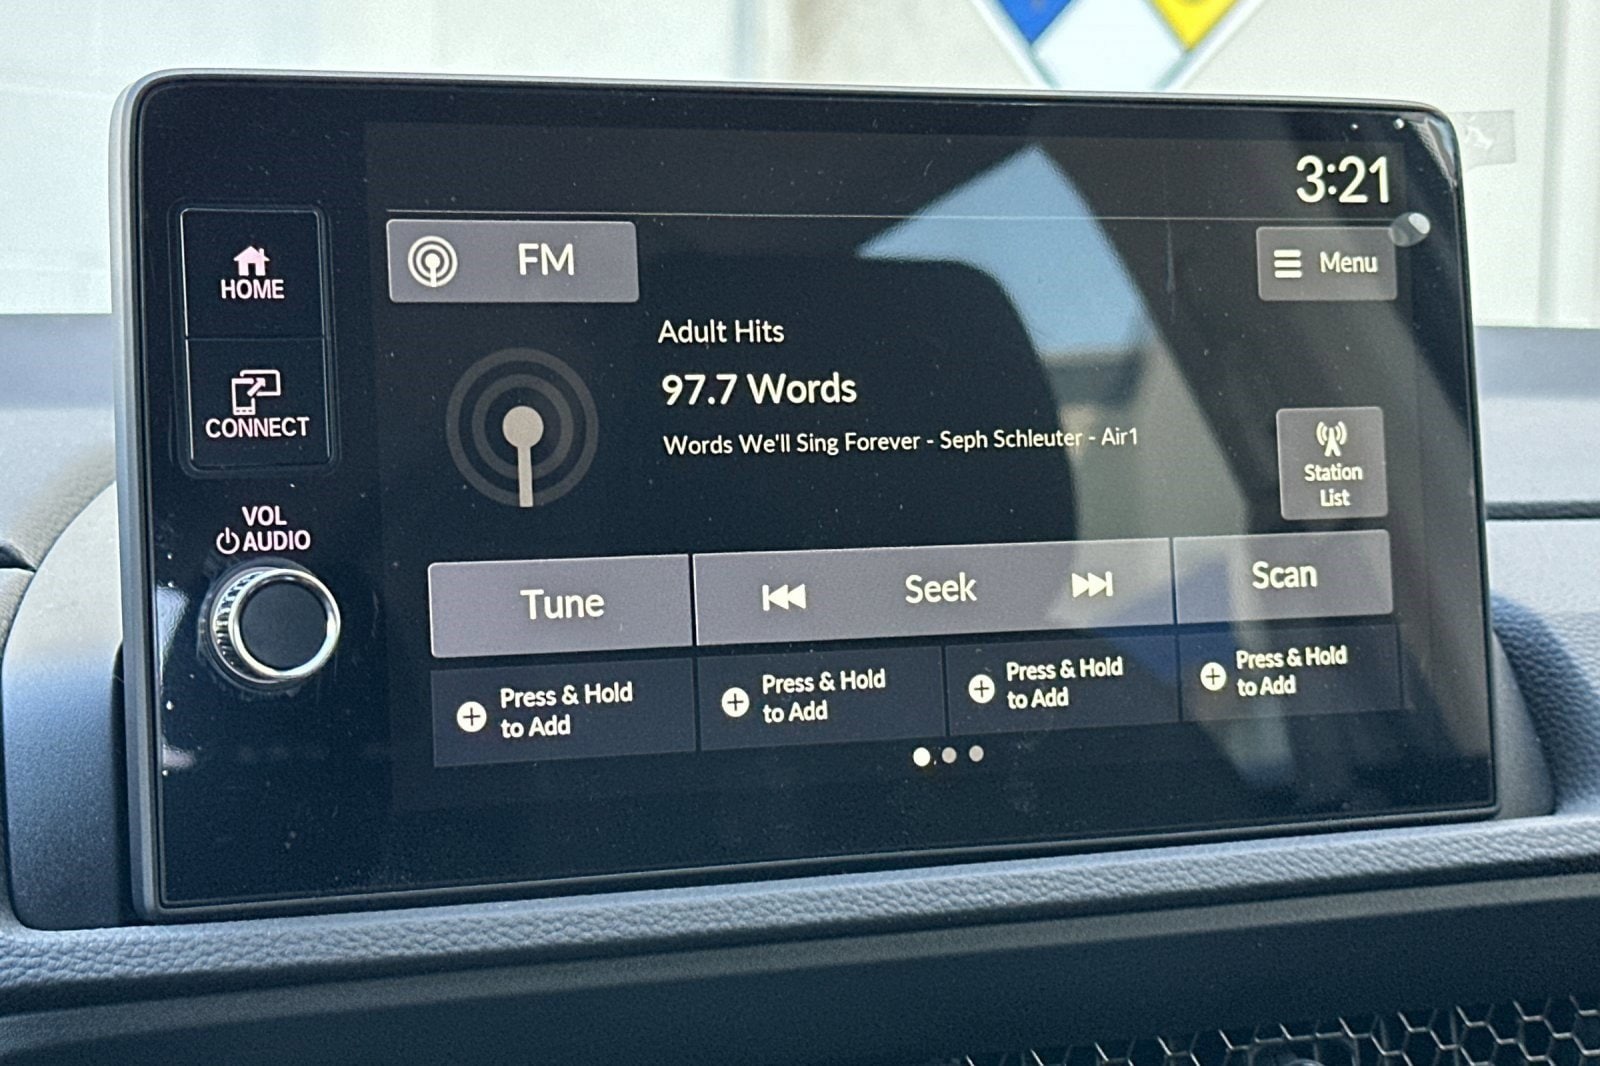 3:21
HOME
FM
Menu
Adult Hits
97.7 Words
CONNECT
Words We'll Sing Forever - Seph Schleuter - Air1
Station
List
VOL
AUDIO
Tune
Seek
Scan
Press & Hold
to Add
Press & Hold
to Add
Press & Hold
to Add
Press & Hold
to Add